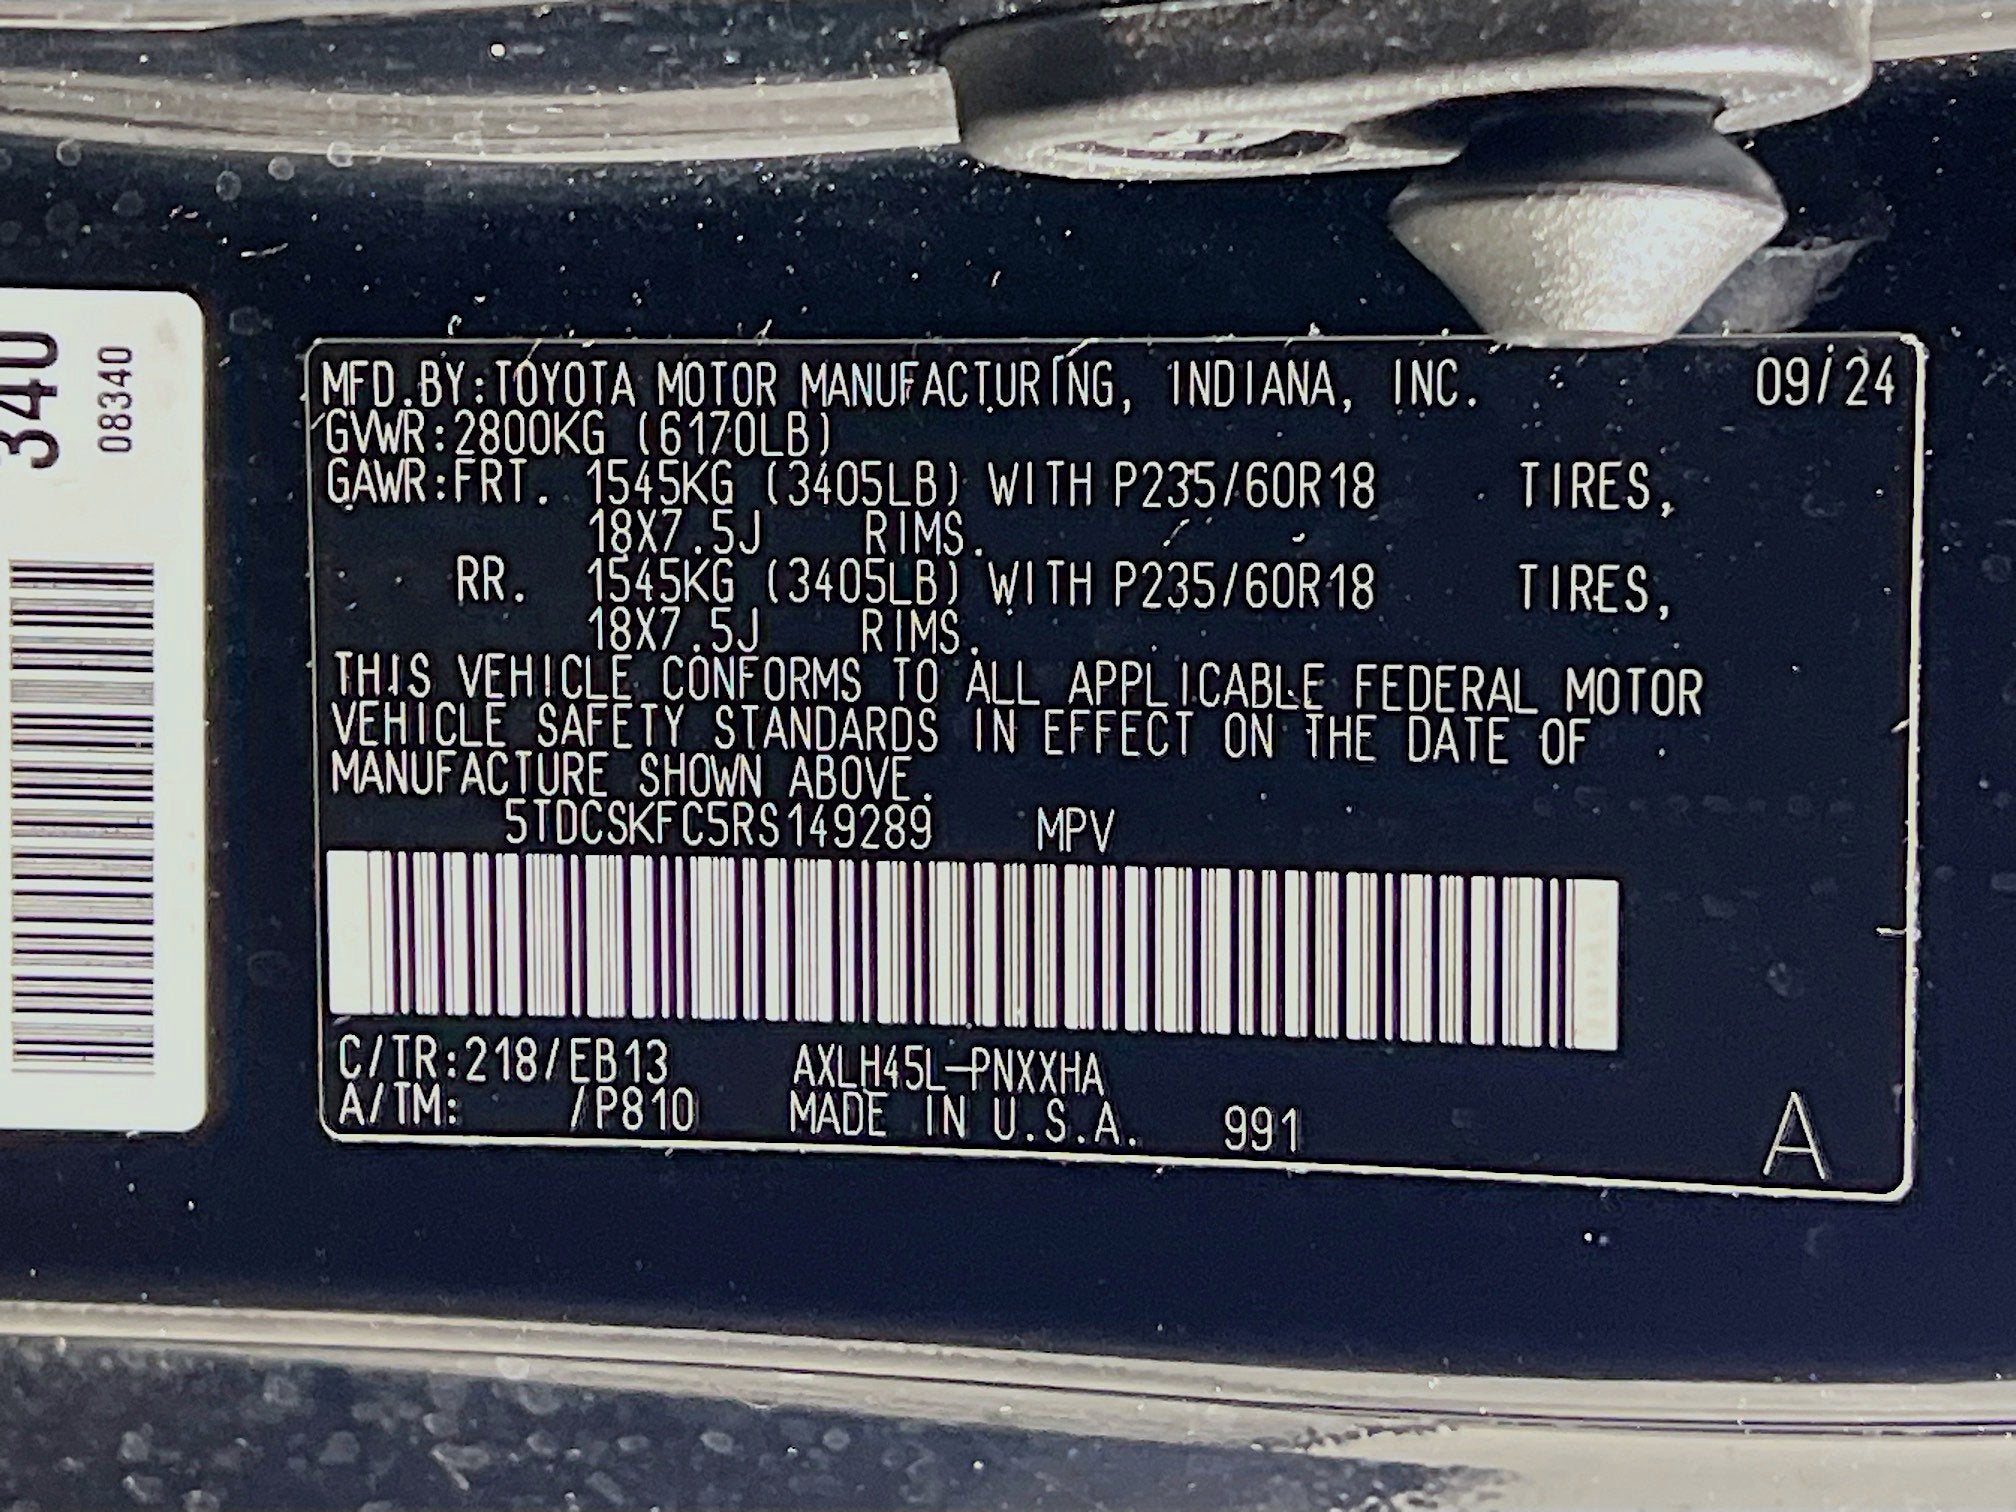 340
08340
MFD.BY:TOYOTA MOTOR MANUFACTURING, INDIANA, INC. 09/24
GVWR:2800KG (6170LB)
GAWR:FRT. 1545KG (3405LB) WITH P235/60R18 TIRES,
18X7.5J RIMS.
RR. 1545KG (3405LB) WITH P235/60R18 TIRES,
18X7.5J RIMS.
THIS VEHICLE CONFORMS TO ALL APPLICABLE FEDERAL MOTOR
VEHICLE SAFETY STANDARDS IN EFFECT ON THE DATE OF
MANUFACTURE SHOWN ABOVE.
5TDCSKFC5RS149289 MPV
C/TR:218/EB13 AXLH45L-PNXXHA
A/TM: /P810 MADE IN U.S.A. 991 A